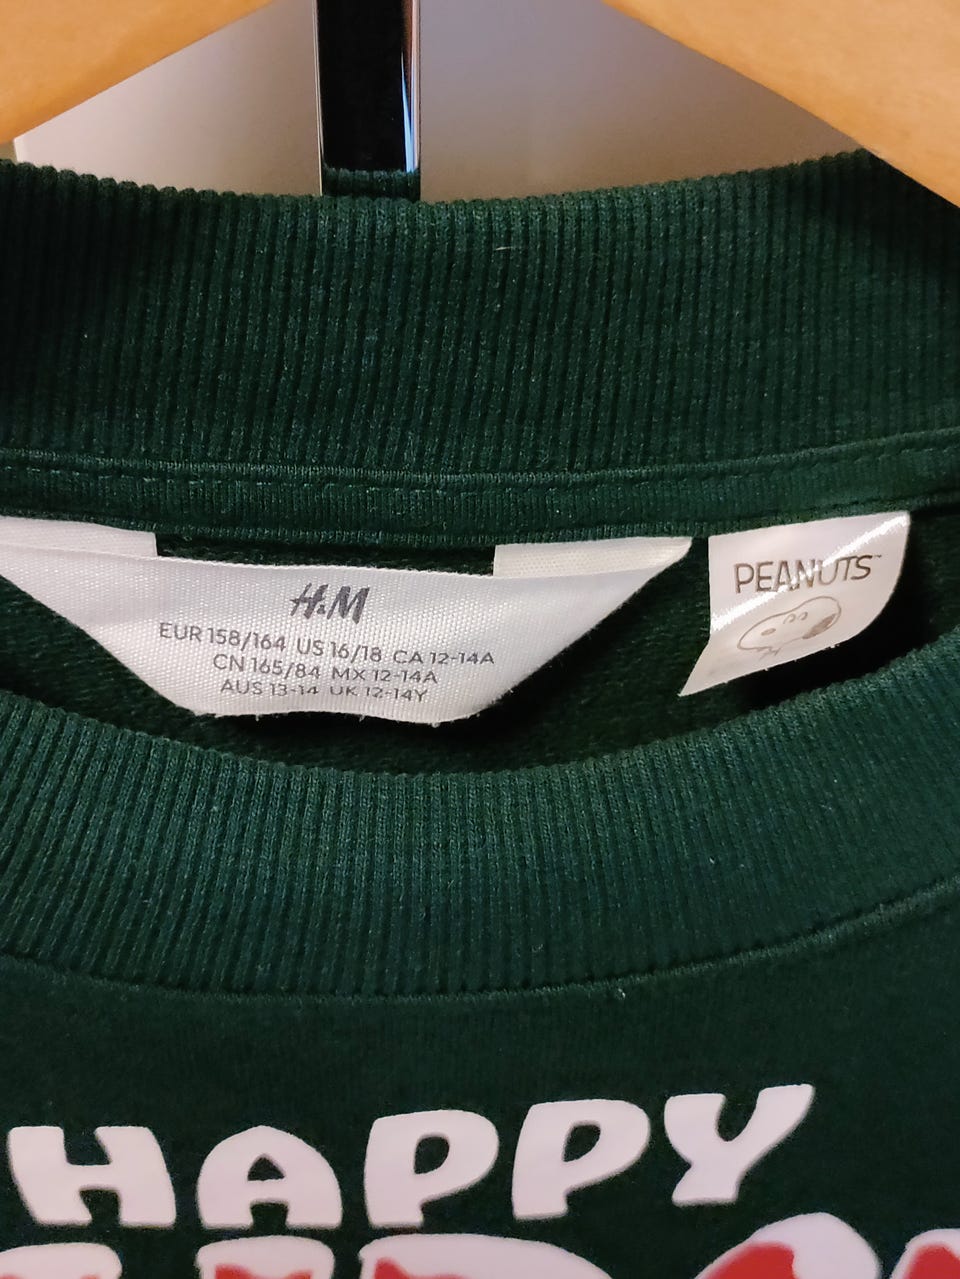 H&M
EUR 158/164 US 16/18 CA 12-14A
CN 165/84 MX 12-14A
AUS 13-14 UK 12-14Y
PEANUTS™
HAPPY